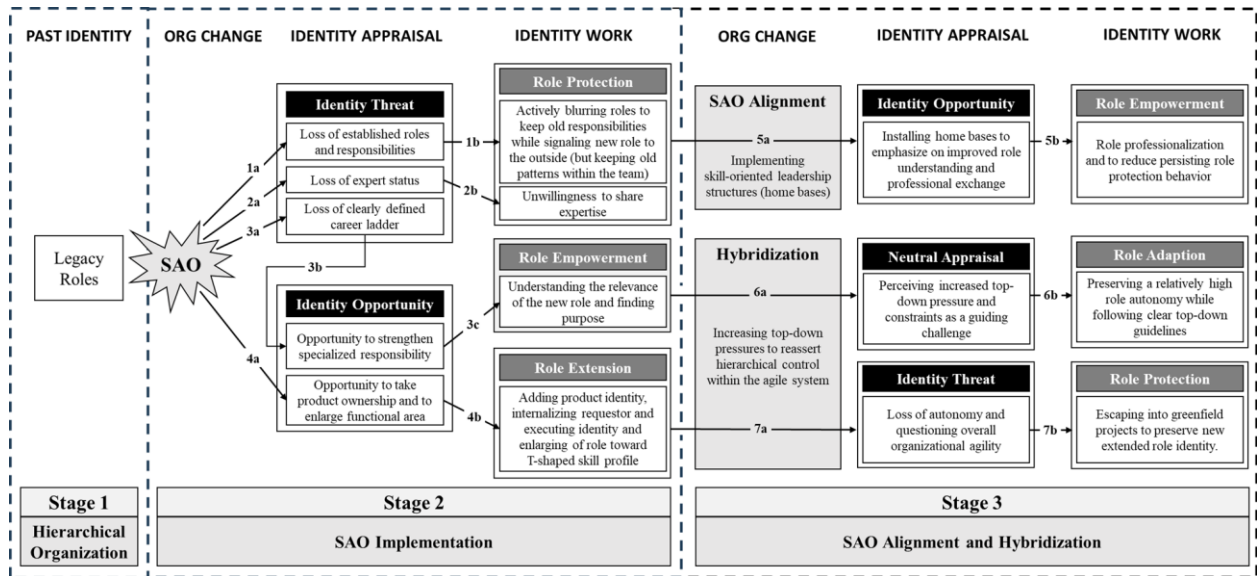 PAST IDENTITY
ORG CHANGE
IDENTITY APPRAISAL
IDENTITY WORK
ORG CHANGE
IDENTITY APPRAISAL
IDENTITY WORK
Legacy
Roles
SAO
1a
2a
3a
4a
Identity Threat
Loss of established roles
and responsibilities
Loss of expert status
Loss of clearly defined
career ladder
3b
Identity Opportunity
Opportunity to strengthen
specialized responsibility
Opportunity to take
product ownership and to
enlarge functional area
1b
2b
3c
4b
Role Protection
Actively blurring roles to
keep old responsibilities
while signaling new role to
the outside (but keeping old
patterns within the team)
Unwillingness to share
expertise
Role Empowerment
Understanding the relevance
of the new role and finding
purpose
Role Extension
Adding product identity,
internalizing requestor and
executing identity and
enlarging of role toward
T-shaped skill profile
SAO Alignment
5a
Implementing
skill-oriented leadership
structures (home bases)
Hybridization
6a
Increasing top-down
pressures to reassert
hierarchical control
within the agile system
7a
Identity Opportunity
Installing home bases to
emphasize on improved role
understanding and
professional exchange
5b
Role Empowerment
Role professionalization
and to reduce persisting role
protection behavior
Neutral Appraisal
Perceiving increased top-
down pressure and
constraints as a guiding
challenge
6b
Role Adaption
Preserving a relatively high
role autonomy while
following clear top-down
guidelines
Identity Threat
Loss of autonomy and
questioning overall
organizational agility
7b
Role Protection
Escaping into greenfield
projects to preserve new
extended role identity.
Stage 1
Hierarchical
Organization
Stage 2
SAO Implementation
Stage 3
SAO Alignment and Hybridization